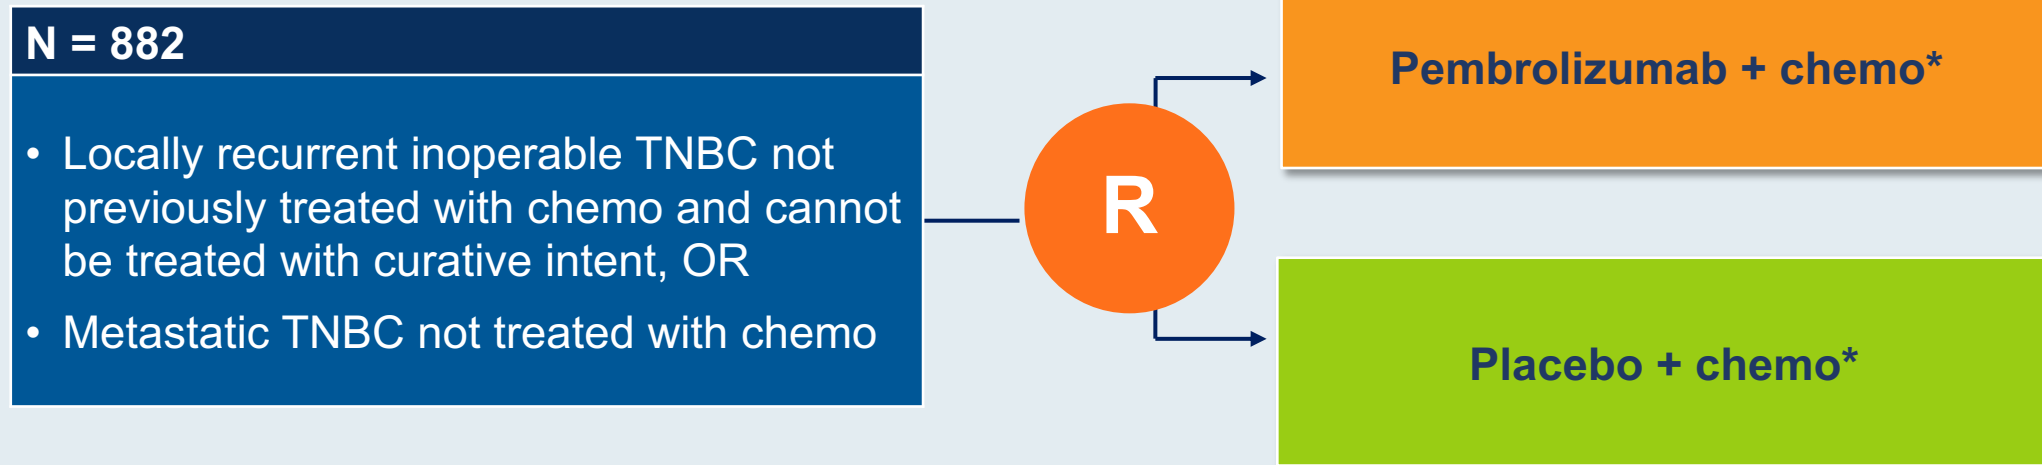 N = 882
• Locally recurrent inoperable TNBC not
previously treated with chemo and cannot
be treated with curative intent, OR
• Metastatic TNBC not treated with chemo
R
Pembrolizumab + chemo*
Placebo + chemo*